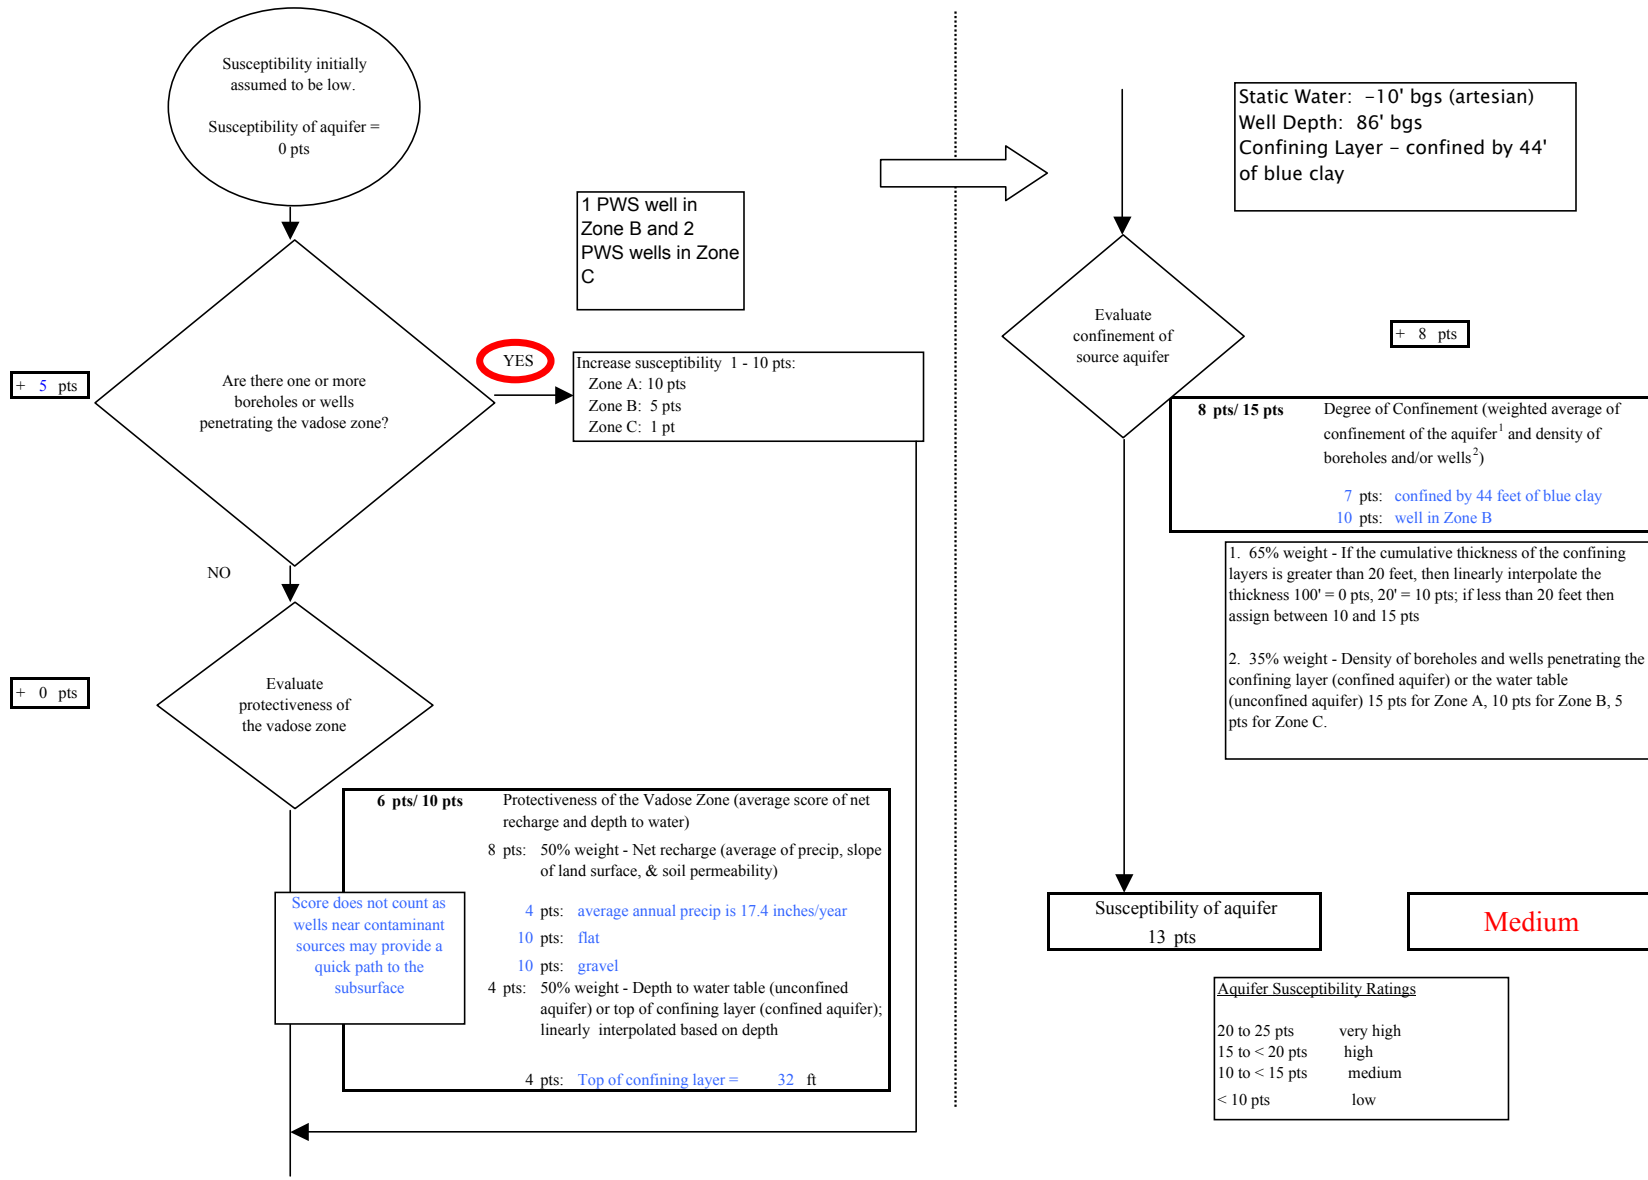 Susceptibility initially
assumed to be low.
Susceptibility of aquifer =
0 pts
1 PWS well in
Zone B and 2
PWS wells in Zone
C
+ 5 pts
Are there one or more
boreholes or wells
penetrating the vadose zone?
YES
Increase susceptibility 1 - 10 pts:
Zone A: 10 pts
Zone B: 5 pts
Zone C: 1 pt
NO
+ 0 pts
Evaluate
protectiveness of
the vadose zone
6 pts/ 10 pts Protectiveness of the Vadose Zone (average score of net
recharge and depth to water)
8 pts: 50% weight - Net recharge (average of precip, slope
of land surface, & soil permeability)
4 pts: average annual precip is 17.4 inches/year
10 pts: flat
10 pts: gravel
4 pts: 50% weight - Depth to water table (unconfined
aquifer) or top of confining layer (confined aquifer);
linearly interpolated based on depth
4 pts: Top of confining layer = 32 ft
Score does not count as
wells near contaminant
sources may provide a
quick path to the
subsurface
Static Water: -10' bgs (artesian)
Well Depth: 86' bgs
Confining Layer - confined by 44'
of blue clay
Evaluate
confinement of
source aquifer
+ 8 pts
8 pts/ 15 pts Degree of Confinement (weighted average of
confinement of the aquifer1 and density of
boreholes and/or wells2)
7 pts: confined by 44 feet of blue clay
10 pts: well in Zone B
1. 65% weight - If the cumulative thickness of the confining
layers is greater than 20 feet, then linearly interpolate the
thickness 100' = 0 pts, 20' = 10 pts; if less than 20 feet then
assign between 10 and 15 pts
2. 35% weight - Density of boreholes and wells penetrating the
confining layer (confined aquifer) or the water table
(unconfined aquifer) 15 pts for Zone A, 10 pts for Zone B, 5
pts for Zone C.
Susceptibility of aquifer
13 pts
Medium
Aquifer Susceptibility Ratings
20 to 25 pts very high
15 to < 20 pts high
10 to < 15 pts medium
< 10 pts low